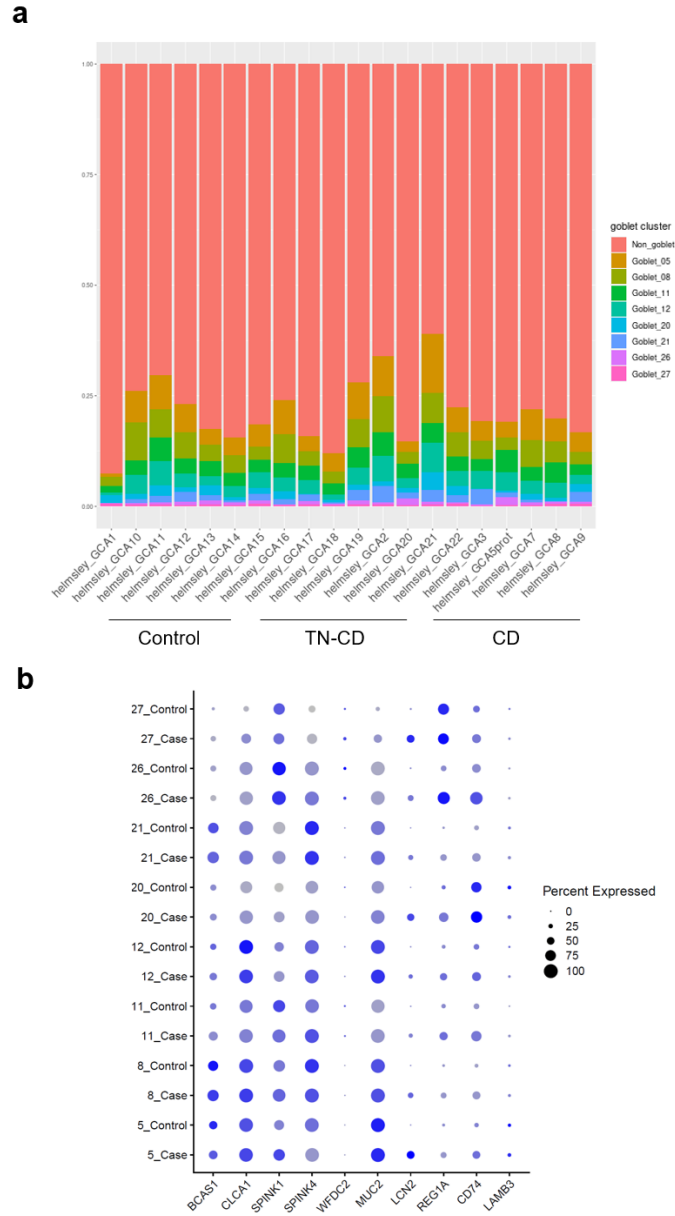 a
1.00
0.75
0.50
0.25
0.00
goblet cluster
Non_goblet
Goblet_05
Goblet_08
Goblet_11
Goblet_12
Goblet_20
Goblet_21
Goblet_26
Goblet_27
helmsley_GCA1
helmsley_GCA10
helmsley_GCA11
helmsley_GCA12
helmsley_GCA13
helmsley_GCA14
helmsley_GCA15
helmsley_GCA16
helmsley_GCA17
helmsley_GCA18
helmsley_GCA19
helmsley_GCA2
helmsley_GCA20
helmsley_GCA21
helmsley_GCA22
helmsley_GCA3
helmsley_GCA5prot
helmsley_GCA7
helmsley_GCA8
helmsley_GCA9
Control
TN-CD
CD
b
27_Control
27_Case
26_Control
26_Case
21_Control
21_Case
20_Control
20_Case
12_Control
12_Case
11_Control
11_Case
8_Control
8_Case
5_Control
5_Case
Percent Expressed
0
25
50
75
100
BCAS1
CLCA1
SPINK1
SPINK4
WFDC2
MUC2
LCN2
REG1A
CD74
LAMB3